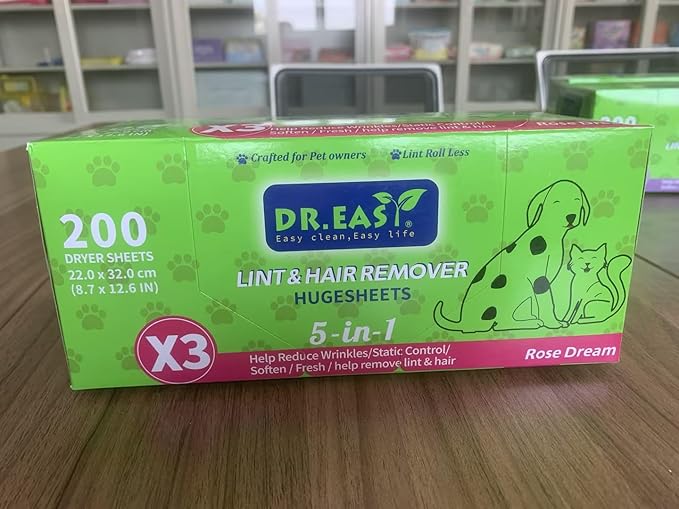 X3 Help Reduce Wrinkles/Static Control/
Soften / Fresh / help remove lint & hair
Rose
Crafted for Pet owners
Lint Roll Less
200
DRYER SHEETS
22.0 x 32.0 cm
(8.7 x 12.6 IN)
DR.EASY®
Easy clean,Easy life
LINT & HAIR REMOVER
HUGESHEETS
5-in-1
X3
Help Reduce Wrinkles/Static Control/
Soften / Fresh / help remove lint & hair
Rose Dream
200